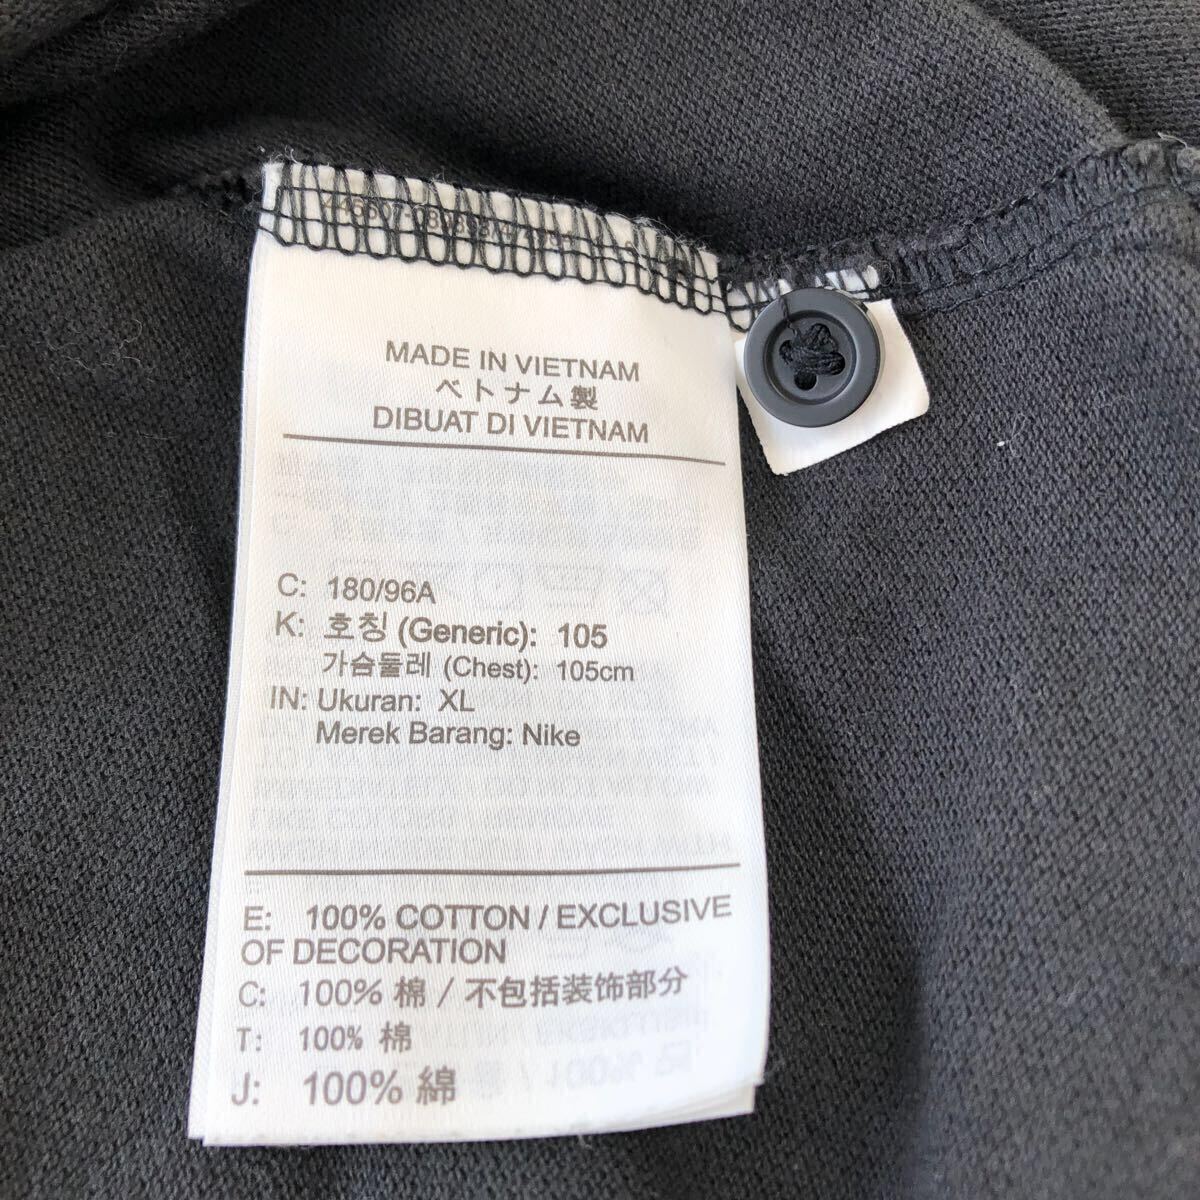 MADE IN VIETNAM
ベトナム製
DIBUAT DI VIETNAM
C: 180/96A
K: 호칭 (Generic): 105
가슴둘레 (Chest): 105cm
IN: Ukuran: XL
Merek Barang: Nike
E: 100% COTTON / EXCLUSIVE
OF DECORATION
C: 100% 棉 / 不包括装饰部分
T: 100% 棉
J: 100% 綿